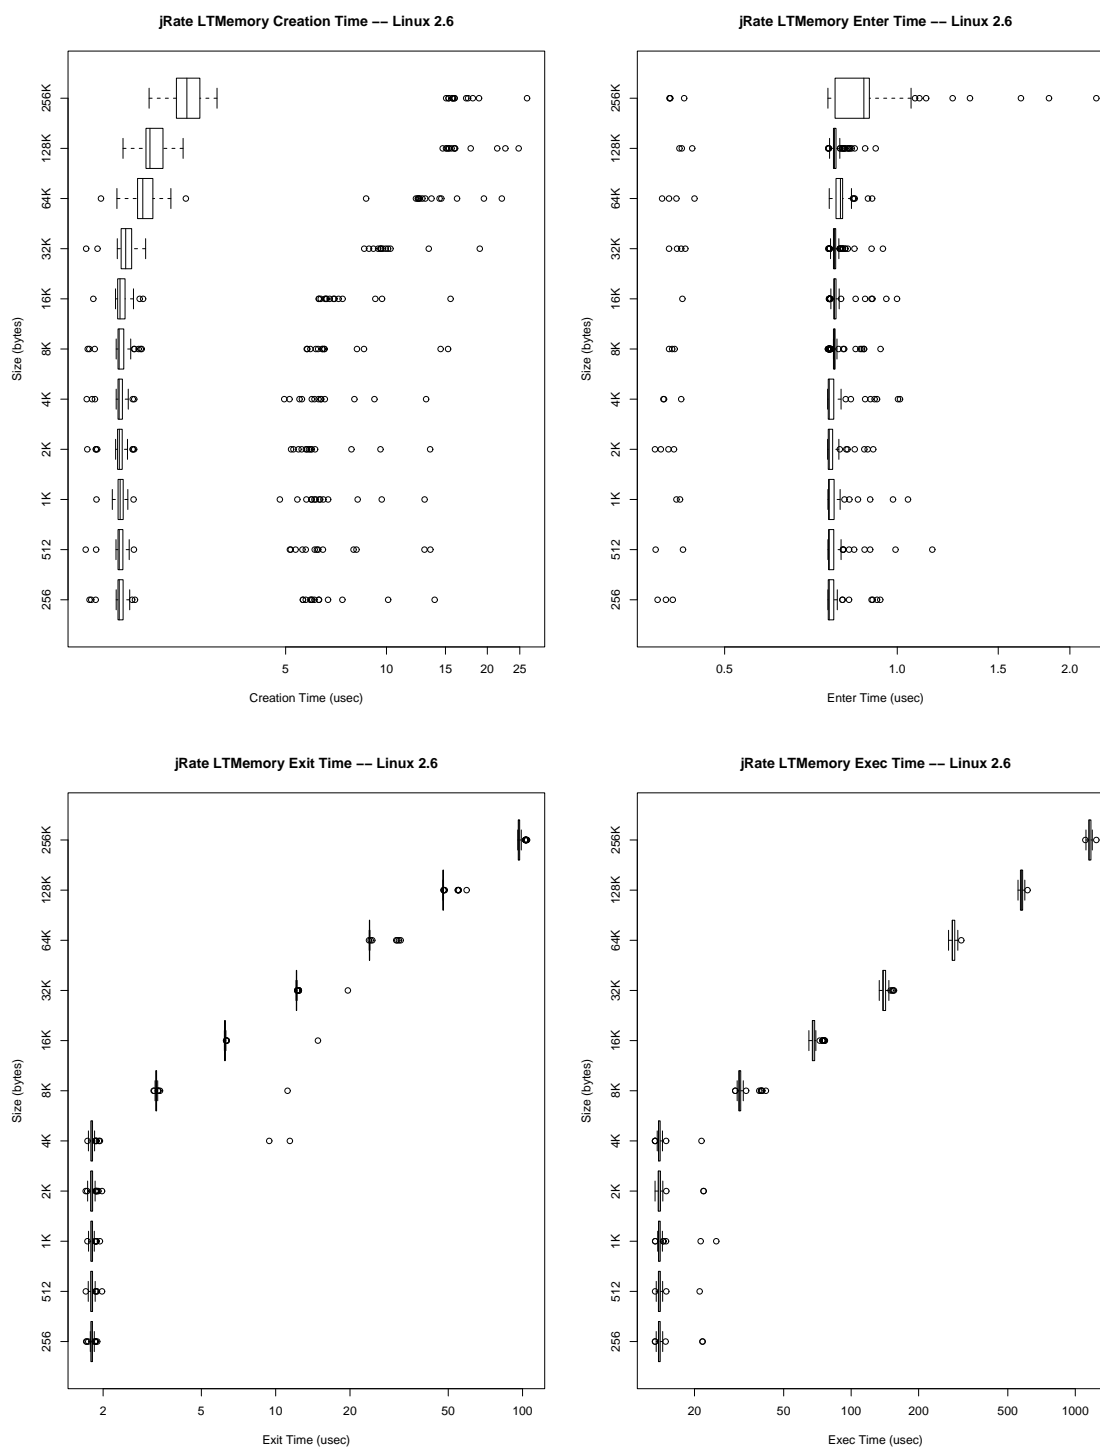 jRate LTMemory Creation Time −− Linux 2.6
256K
128K
64K
32K
16K
8K
4K
2K
1K
512
256
Size (bytes)
5 10 15 20 25
Creation Time (usec)
jRate LTMemory Enter Time −− Linux 2.6
256K
128K
64K
32K
16K
8K
4K
2K
1K
512
256
Size (bytes)
0.5 1.0 1.5 2.0
Enter Time (usec)
jRate LTMemory Exit Time −− Linux 2.6
256K
128K
64K
32K
16K
8K
4K
2K
1K
512
256
Size (bytes)
2 5 10 20 50 100
Exit Time (usec)
jRate LTMemory Exec Time −− Linux 2.6
256K
128K
64K
32K
16K
8K
4K
2K
1K
512
256
Size (bytes)
20 50 100 200 500 1000
Exec Time (usec)